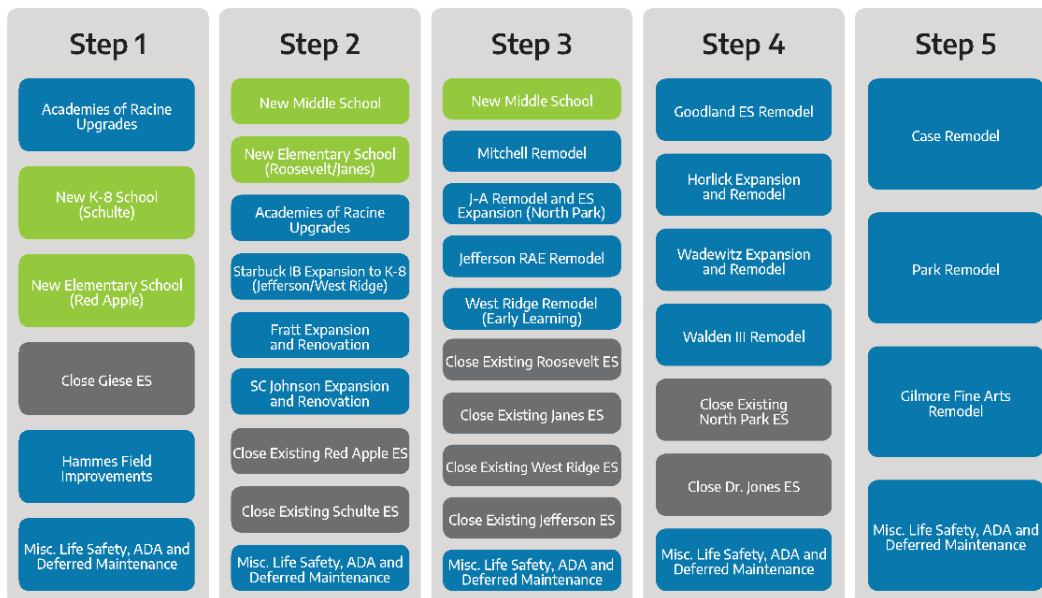 Step 1
Academies of Racine
Upgrades
New K-8 School
(Schulte)
New Elementary School
(Red Apple)
Close Giese ES
Hammes Field
Improvements
Misc. Life Safety, ADA and
Deferred Maintenance
Step 2
New Middle School
New Elementary School
(Roosevelt/Janes)
Academies of Racine
Upgrades
Starbuck IB Expansion to K-8
(Jefferson/West Ridge)
Fratt Expansion
and Renovation
SC Johnson Expansion
and Renovation
Close Existing Red Apple ES
Close Existing Schulte ES
Misc. Life Safety, ADA and
Deferred Maintenance
Step 3
New Middle School
Mitchell Remodel
J-A Remodel and ES
Expansion (North Park)
Jefferson RAE Remodel
West Ridge Remodel
(Early Learning)
Close Existing Roosevelt ES
Close Existing Janes ES
Close Existing West Ridge ES
Close Existing Jefferson ES
Misc. Life Safety, ADA and
Deferred Maintenance
Step 4
Goodland ES Remodel
Horlick Expansion
and Remodel
Wadewitz Expansion
and Remodel
Walden III Remodel
Close Existing
North Park ES
Close Dr. Jones ES
Misc. Life Safety, ADA and
Deferred Maintenance
Step 5
Case Remodel
Park Remodel
Gilmore Fine Arts
Remodel
Misc. Life Safety, ADA and
Deferred Maintenance